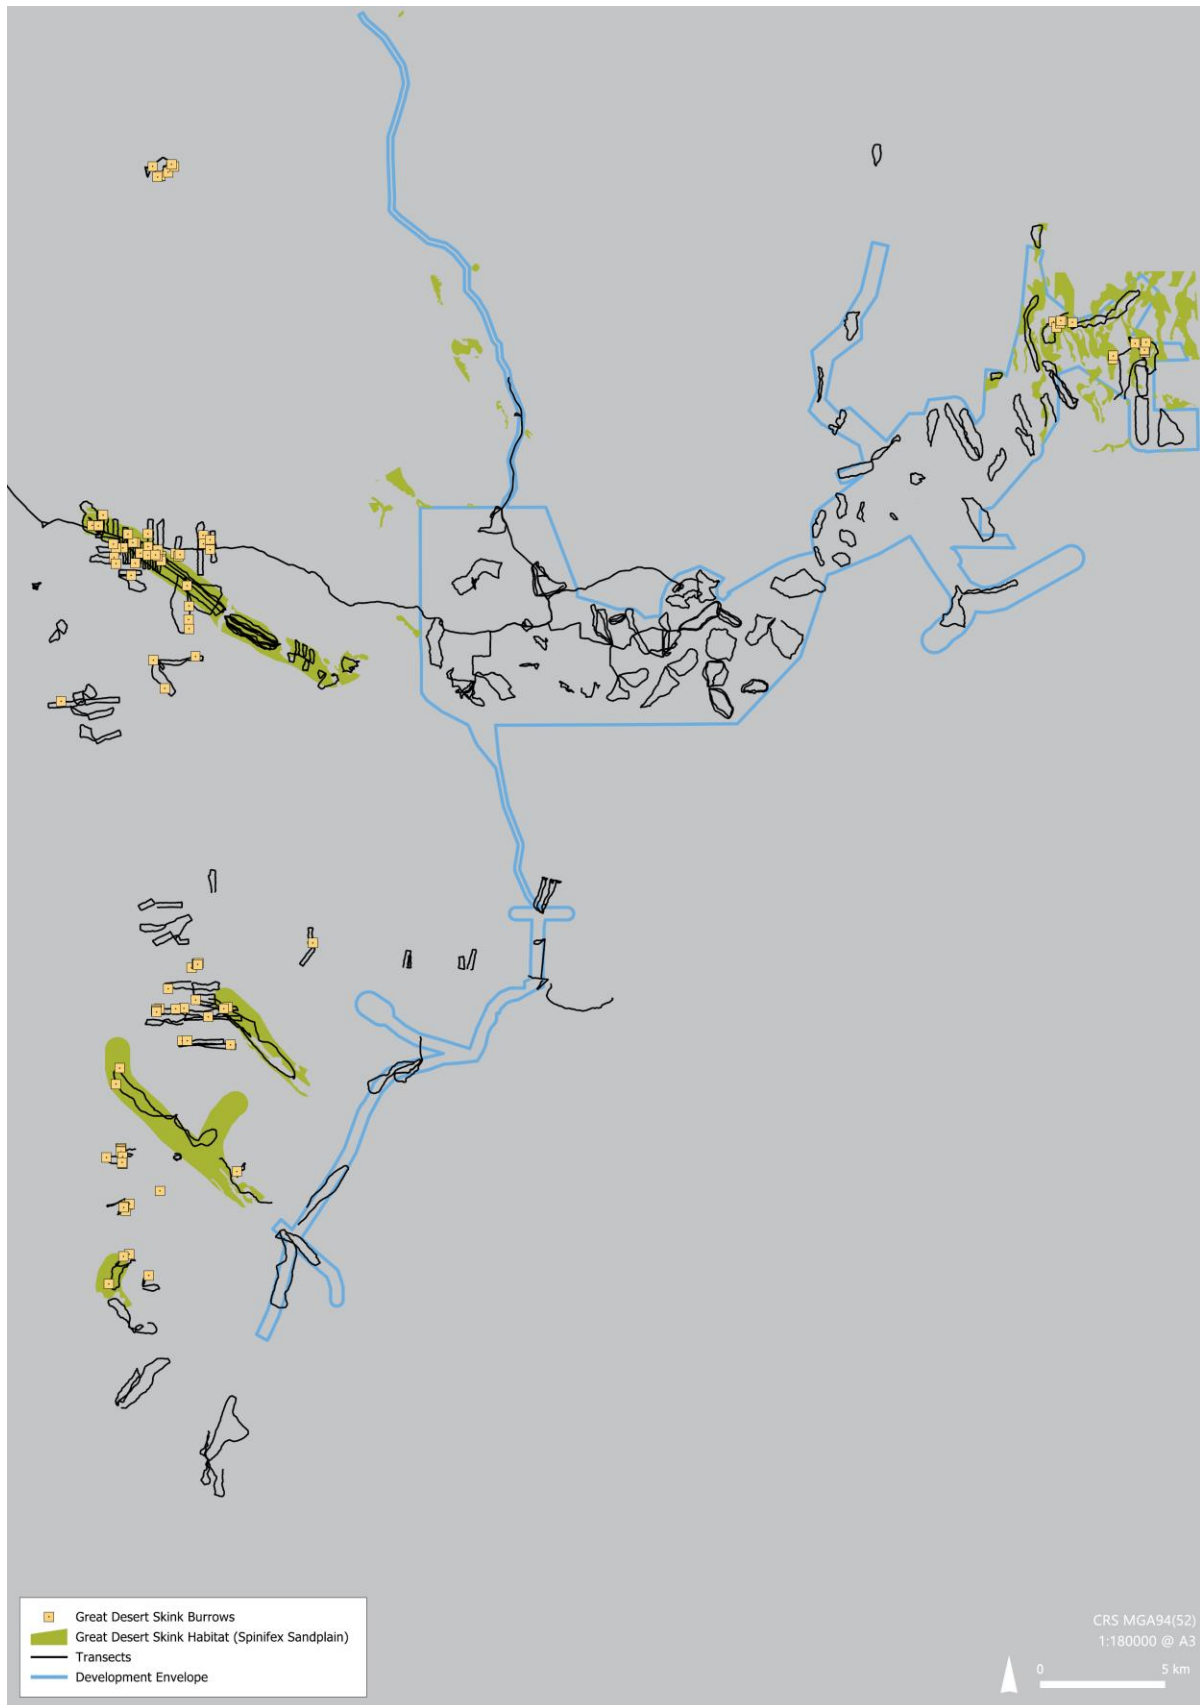 Great Desert Skink Burrows
Great Desert Skink Habitat (Spinifex Sandplain)
Transects
Development Envelope
CRS MGA94(52)
1:180000 @ A3
0 5 km